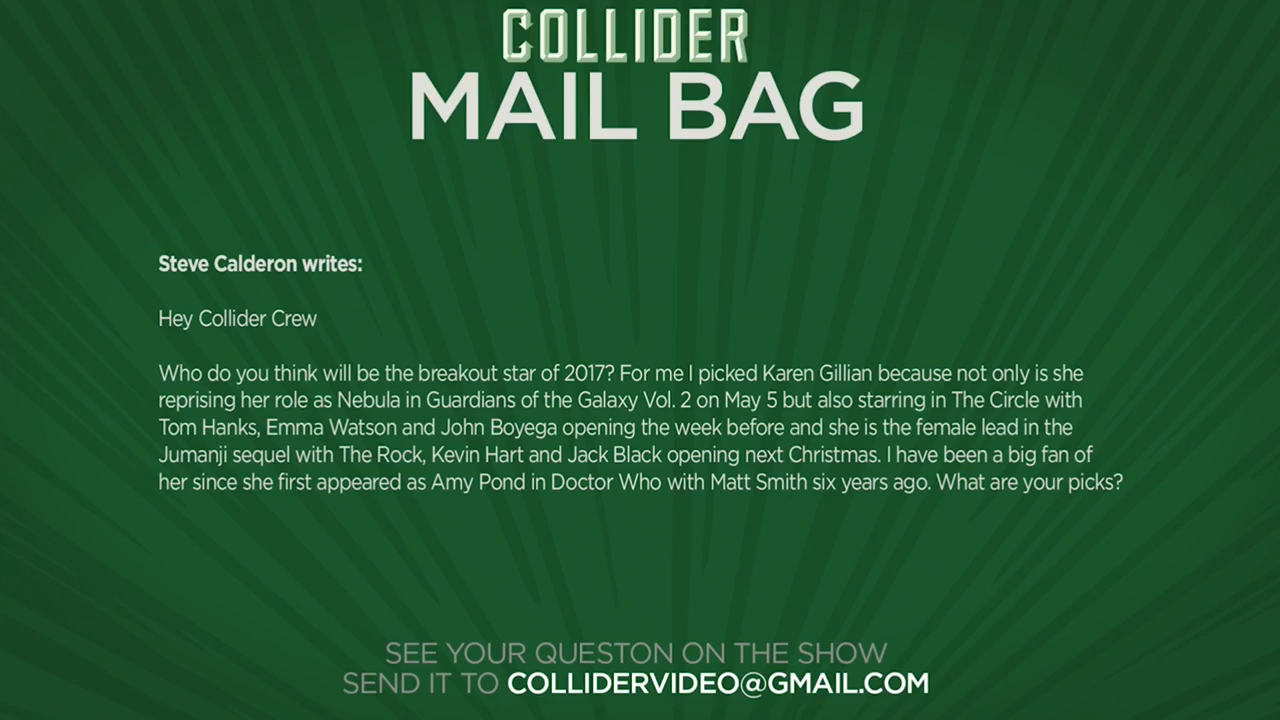 COLLIDER
MAIL BAG
Steve Calderon writes:
Hey Collider Crew
Who do you think will be the breakout star of 2017? For me I picked Karen Gillian because not only is she
reprising her role as Nebula in Guardians of the Galaxy Vol. 2 on May 5 but also starring in The Circle with
Tom Hanks, Emma Watson and John Boyega opening the week before and she is the female lead in the
Jumanji sequel with The Rock, Kevin Hart and Jack Black opening next Christmas. I have been a big fan of
her since she first appeared as Amy Pond in Doctor Who with Matt Smith six years ago. What are your picks?
SEE YOUR QUESTON ON THE SHOW
SEND IT TO COLLIDERVIDEO@GMAIL.COM